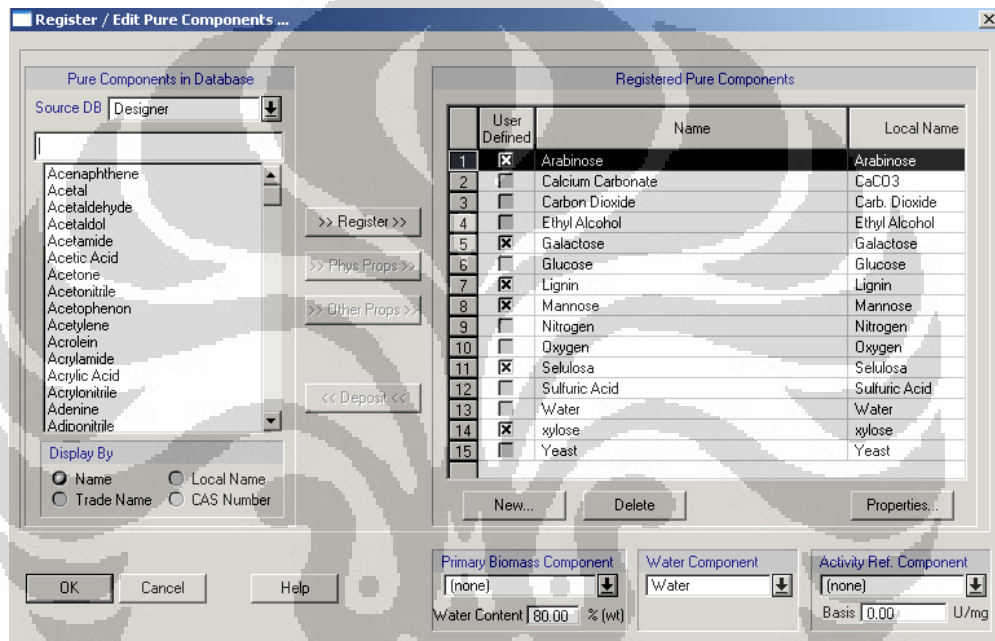 Register / Edit Pure Components ...
Pure Components in Database
Source DB Designer
Acenaphthene
Acetal
Acetaldehyde
Acetaldol
Acetamide
Acetic Acid
Acetone
Acetonitrile
Acetophenon
Acetylene
Acrolein
Acrylamide
Acrylic Acid
Acrylonitrile
Adenine
Adiponitrile
Display By
Name Local Name
Trade Name CAS Number
>> Register >>
>> Phys Props >>
>> Other Props >>
<< Deposit <<
Registered Pure Components
User Defined Name Local Name
1 Arabinose Arabinose
2 Calcium Carbonate CaCO3
3 Carbon Dioxide Carb. Dioxide
4 Ethyl Alcohol Ethyl Alcohol
5 Galactose Galactose
6 Glucose Glucose
7 Lignin Lignin
8 Mannose Mannose
9 Nitrogen Nitrogen
10 Oxygen Oxygen
11 Selulosa Selulosa
12 Sulfuric Acid Sulfuric Acid
13 Water Water
14 xylose xylose
15 Yeast Yeast
New... Delete Properties...
OK Cancel Help
Primary Biomass Component
(none)
Water Content 80.00 % (wt)
Water Component
Water
Activity Ref. Component
(none)
Basis 0.00 U/mg